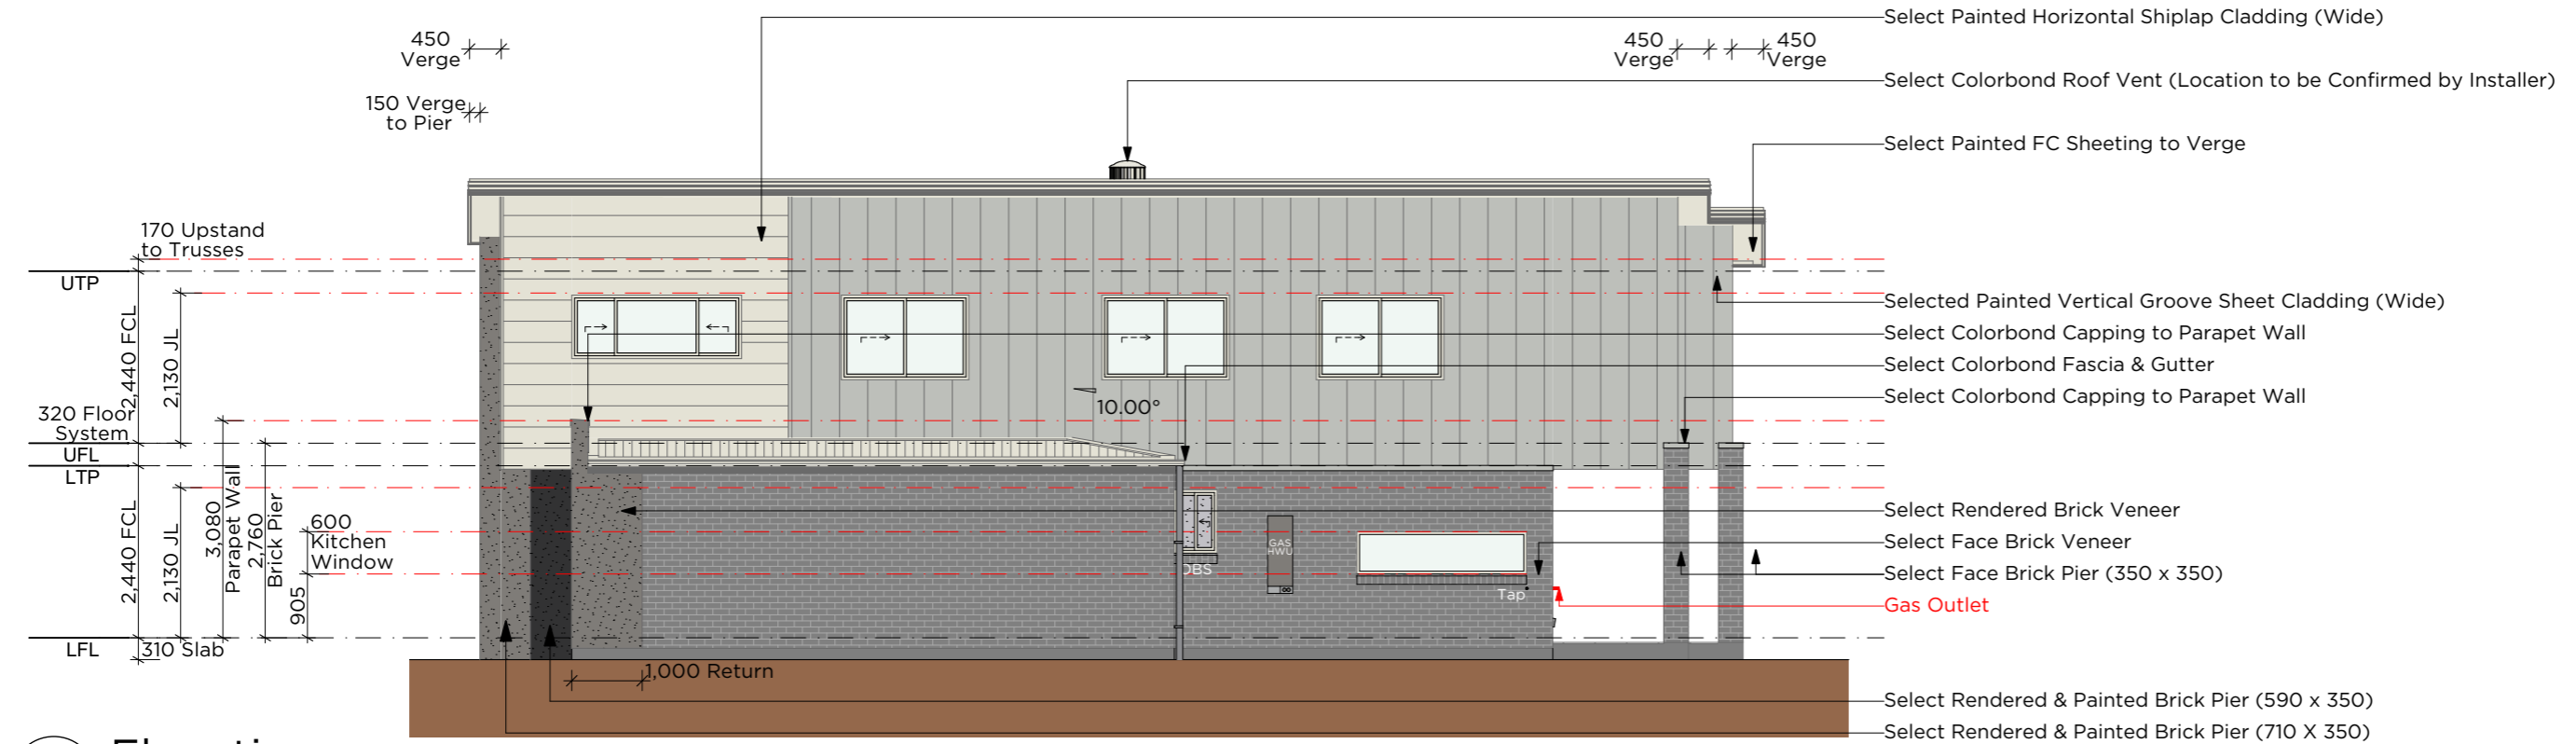 Select Painted Horizontal Shiplap Cladding (Wide)
450
Verge
450
Verge
450
Verge
Select Colorbond Roof Vent (Location to be Confirmed by Installer)
150 Verge
to Pier
Select Painted FC Sheeting to Verge
170 Upstand
to Trusses
UTP
Selected Painted Vertical Groove Sheet Cladding (Wide)
Select Colorbond Capping to Parapet Wall
Select Colorbond Fascia & Gutter
Select Colorbond Capping to Parapet Wall
2,440 FCL
2,130 JL
10.00°
320 Floor
System
UFL
LTP
2,440 FCL
2,130 JL
3,080
Parapet Wall
2,760
Brick Pier
600
Kitchen
Window
905
GAS
HWU
OBS
Tap
Select Rendered Brick Veneer
Select Face Brick Veneer
Select Face Brick Pier (350 x 350)
Gas Outlet
LFL
310 Slab
1,000 Return
Select Rendered & Painted Brick Pier (590 x 350)
Select Rendered & Painted Brick Pier (710 X 350)